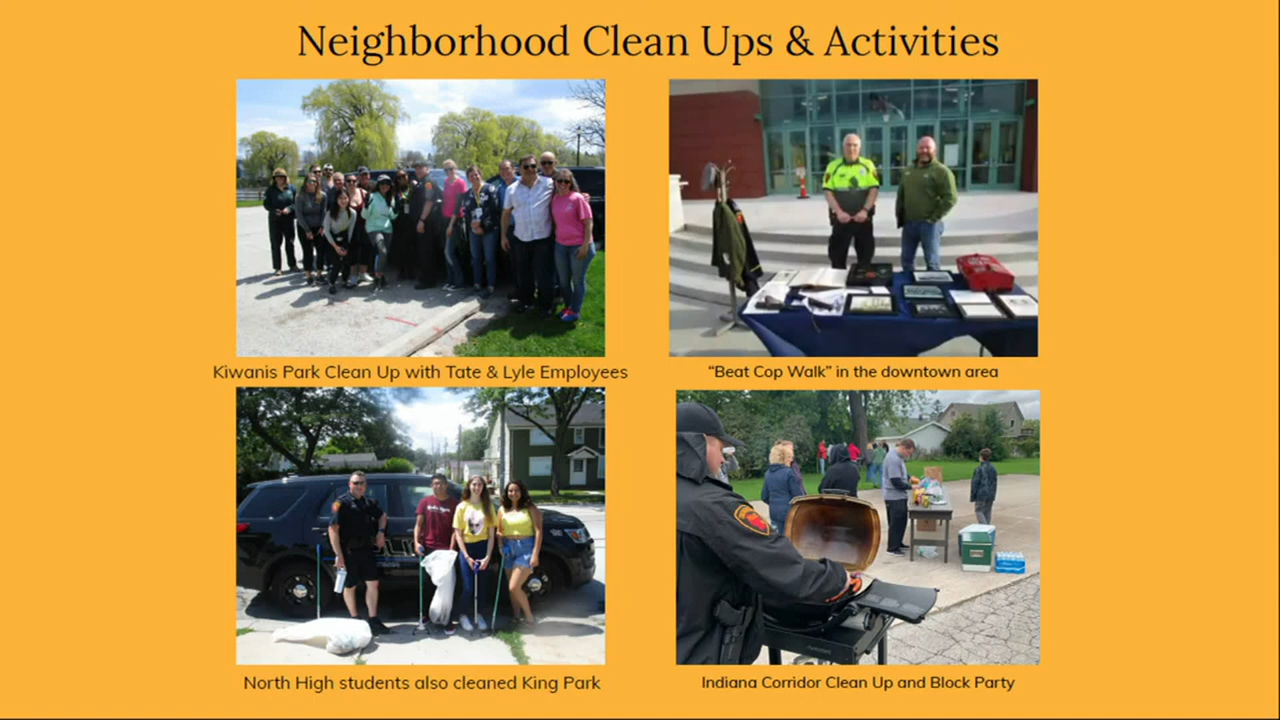 Neighborhood Clean Ups & Activities
Kiwanis Park Clean Up with Tate & Lyle Employees
“Beat Cop Walk” in the downtown area
North High students also cleaned King Park
Indiana Corridor Clean Up and Block Party